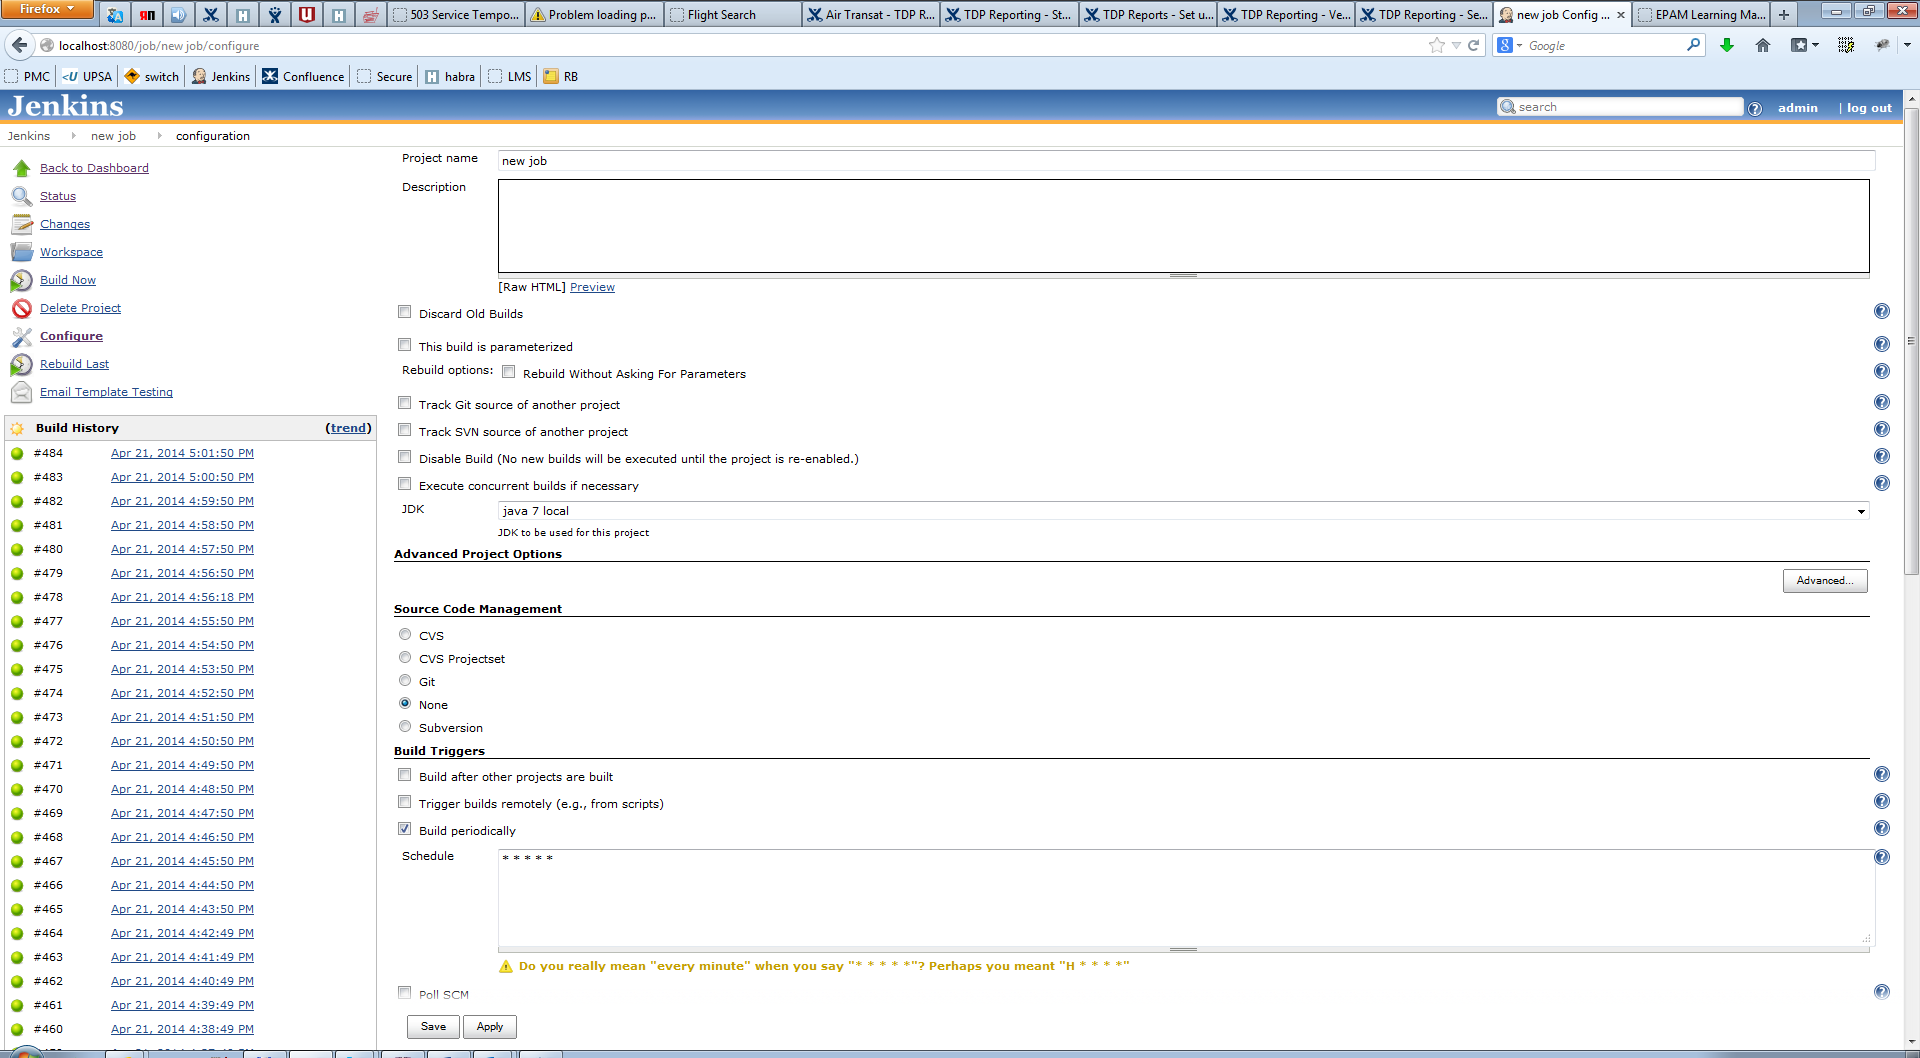 Firefox
ЯП
503 Service Tempo...
Problem loading p...
Flight Search
Air Transat - TDP R...
TDP Reporting - St...
TDP Reports - Set u...
TDP Reporting - Ve...
TDP Reporting - Se...
new job Config ...
EPAM Learning Ma...
localhost:8080/job/new job/configure
Google
PMC
UPSA
switch
Jenkins
Confluence
Secure
habra
LMS
RB
Jenkins
search
admin
| log out
Jenkins
new job
configuration
Back to Dashboard
Status
Changes
Workspace
Build Now
Delete Project
Configure
Rebuild Last
Email Template Testing
Build History (trend)
#484 Apr 21, 2014 5:01:50 PM
#483 Apr 21, 2014 5:00:50 PM
#482 Apr 21, 2014 4:59:50 PM
#481 Apr 21, 2014 4:58:50 PM
#480 Apr 21, 2014 4:57:50 PM
#479 Apr 21, 2014 4:56:50 PM
#478 Apr 21, 2014 4:56:18 PM
#477 Apr 21, 2014 4:55:50 PM
#476 Apr 21, 2014 4:54:50 PM
#475 Apr 21, 2014 4:53:50 PM
#474 Apr 21, 2014 4:52:50 PM
#473 Apr 21, 2014 4:51:50 PM
#472 Apr 21, 2014 4:50:50 PM
#471 Apr 21, 2014 4:49:50 PM
#470 Apr 21, 2014 4:48:50 PM
#469 Apr 21, 2014 4:47:50 PM
#468 Apr 21, 2014 4:46:50 PM
#467 Apr 21, 2014 4:45:50 PM
#466 Apr 21, 2014 4:44:50 PM
#465 Apr 21, 2014 4:43:50 PM
#464 Apr 21, 2014 4:42:49 PM
#463 Apr 21, 2014 4:41:49 PM
#462 Apr 21, 2014 4:40:49 PM
#461 Apr 21, 2014 4:39:49 PM
#460 Apr 21, 2014 4:38:49 PM
Project name new job
Description
[Raw HTML] Preview
Discard Old Builds
This build is parameterized
Rebuild options: Rebuild Without Asking For Parameters
Track Git source of another project
Track SVN source of another project
Disable Build (No new builds will be executed until the project is re-enabled.)
Execute concurrent builds if necessary
JDK java 7 local
JDK to be used for this project
Advanced Project Options
Advanced...
Source Code Management
CVS
CVS Projectset
Git
None
Subversion
Build Triggers
Build after other projects are built
Trigger builds remotely (e.g., from scripts)
Build periodically
Schedule * * * * *
Do you really mean "every minute" when you say "* * * * *"? Perhaps you meant "H * * * *"
Poll SCM
Save
Apply